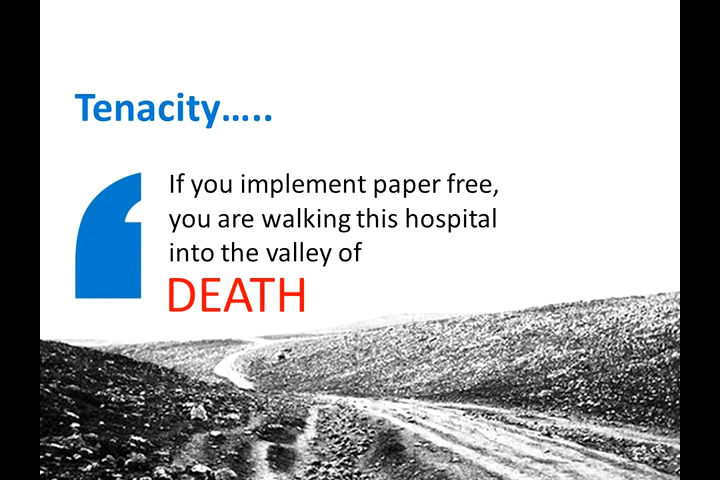 Tenacity…..
If you implement paper free,
you are walking this hospital
into the valley of
DEATH